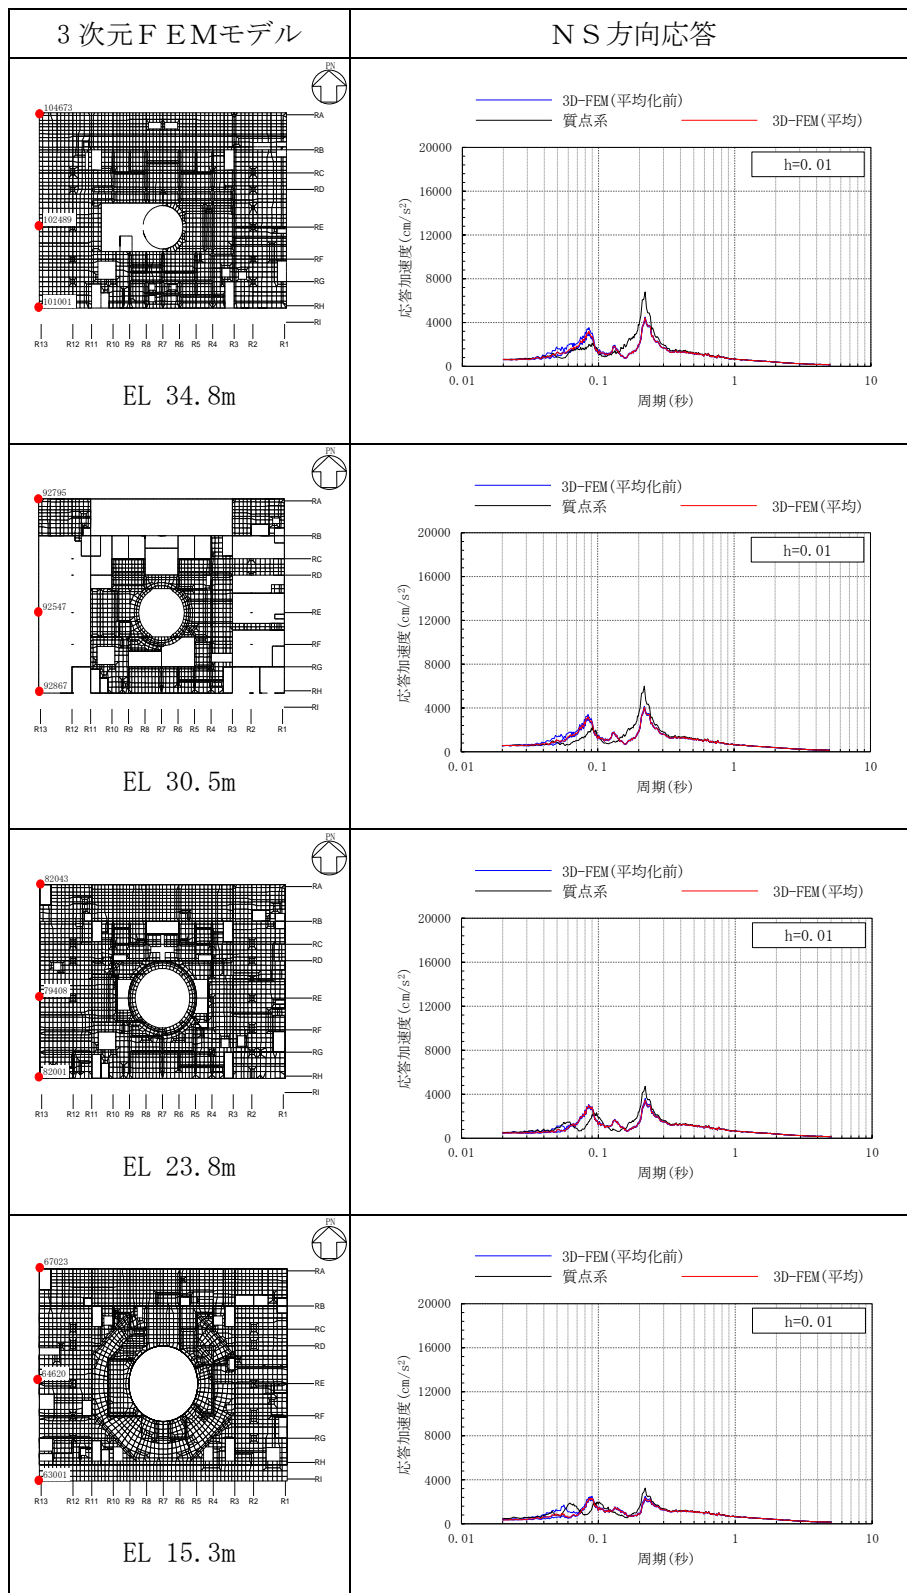 3次元ＦＥＭモデル
ＮＳ方向応答
PN
104673
102489
101001
RA
RB
RC
RD
RE
RF
RG
RH
RI
R13 R12 R11 R10 R9 R8 R7 R6 R5 R4 R3 R2 R1
EL 34.8m
3D-FEM(平均化前)
質点系 3D-FEM(平均)
h=0.01
応答加速度(cm/s²)
20000
16000
12000
8000
4000
0
0.01 0.1 1 10
周期(秒)
PN
92795
92547
92867
RA
RB
RC
RD
RE
RF
RG
RH
RI
R13 R12 R11 R10 R9 R8 R7 R6 R5 R4 R3 R2 R1
EL 30.5m
3D-FEM(平均化前)
質点系 3D-FEM(平均)
h=0.01
応答加速度(cm/s²)
20000
16000
12000
8000
4000
0
0.01 0.1 1 10
周期(秒)
PN
82043
79408
82001
RA
RB
RC
RD
RE
RF
RG
RH
RI
R13 R12 R11 R10 R9 R8 R7 R6 R5 R4 R3 R2 R1
EL 23.8m
3D-FEM(平均化前)
質点系 3D-FEM(平均)
h=0.01
応答加速度(cm/s²)
20000
16000
12000
8000
4000
0
0.01 0.1 1 10
周期(秒)
PN
67023
64620
63001
RA
RB
RC
RD
RE
RF
RG
RH
RI
R13 R12 R11 R10 R9 R8 R7 R6 R5 R4 R3 R2 R1
EL 15.3m
3D-FEM(平均化前)
質点系 3D-FEM(平均)
h=0.01
応答加速度(cm/s²)
20000
16000
12000
8000
4000
0
0.01 0.1 1 10
周期(秒)